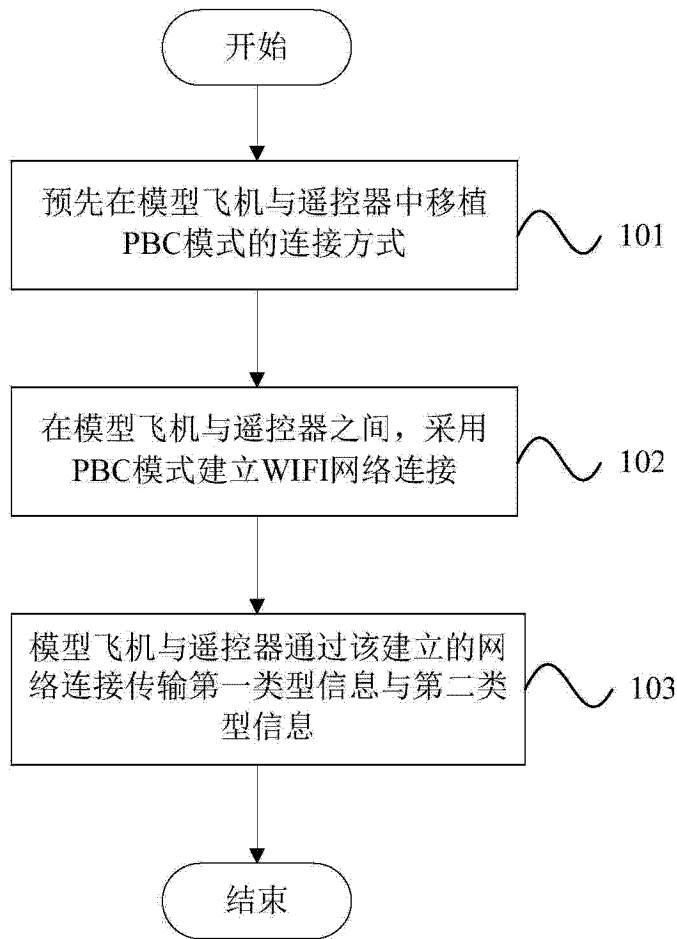 开始
预先在模型飞机与遥控器中移植
PBC模式的连接方式
101
在模型飞机与遥控器之间，采用
PBC模式建立WIFI网络连接
102
模型飞机与遥控器通过该建立的网
络连接传输第一类型信息与第二类
型信息
103
结束